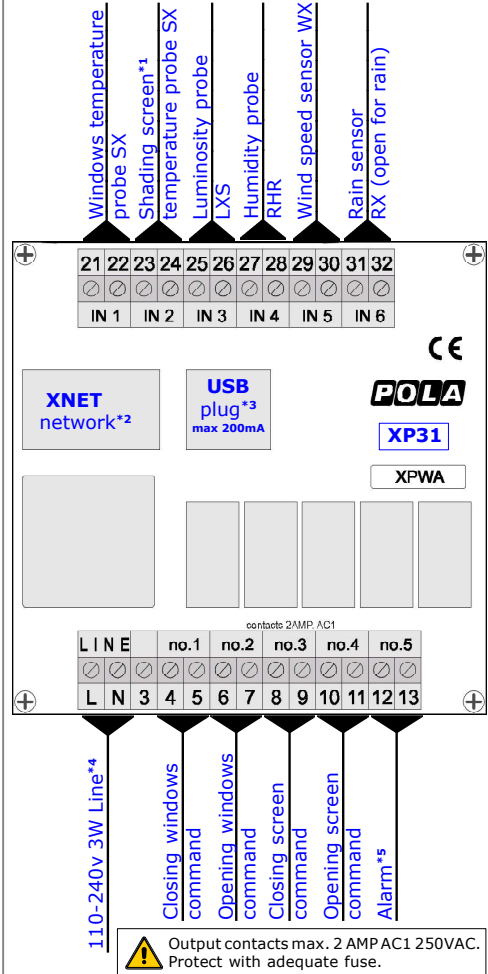 Windows temperature
probe SX
Shading screen*1
temperature probe SX
Luminosity probe
LXS
Humidity probe
RHR
Wind speed sensor WX
Rain sensor
RX (open for rain)
21 22 23 24 25 26 27 28 29 30 31 32
IN 1 IN 2 IN 3 IN 4 IN 5 IN 6
CE
XNET
network*2
USB
plug*3
max 200mA
POLA
XP31
XPWA
contacts 2AMP. AC1
LINE no.1 no.2 no.3 no.4 no.5
L N 3 4 5 6 7 8 9 10 11 12 13
110-240v 3W Line*4
Closing windows
command
Opening windows
command
Closing screen
command
Opening screen
command
Alarm*5
Output contacts max. 2 AMP AC1 250VAC.
Protect with adequate fuse.